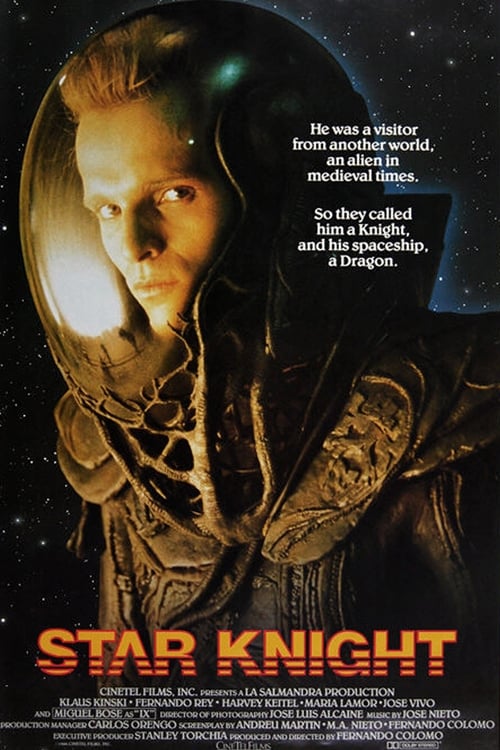 He was a visitor
from another world,
an alien in
medieval times.
So they called
him a Knight,
and his spaceship,
a Dragon.
STAR KNIGHT
CINETEL FILMS, INC. PRESENTS A LA SALMANDRA PRODUCTION
KLAUS KINSKI · FERNANDO REY · HARVEY KEITEL · MARIA LAMOR · JOSE VIVO
AND MIGUEL BOSE AS "IX" DIRECTOR OF PHOTOGRAPHY JOSE LUIS ALCAINE MUSIC BY JOSE NIETO
PRODUCTION MANAGER CARLOS ORENGO SCREENPLAY BY ANDREU MARTIN · M.A. NIETO · FERNANDO COLOMO
EXECUTIVE PRODUCER STANLEY TORCHIA PRODUCED AND DIRECTED BY FERNANDO COLOMO
CINETEL FILMS
DOLBY STEREO